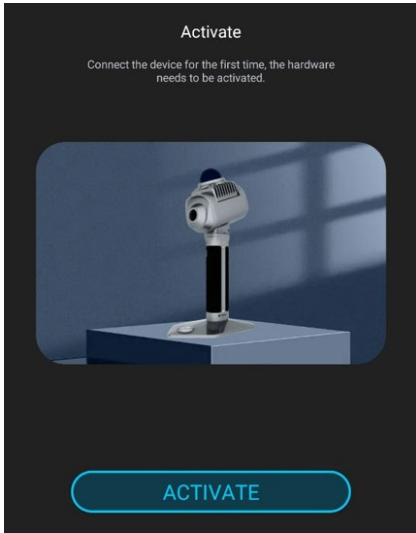 Activate
Connect the device for the first time, the hardware
needs to be activated.
ACTIVATE